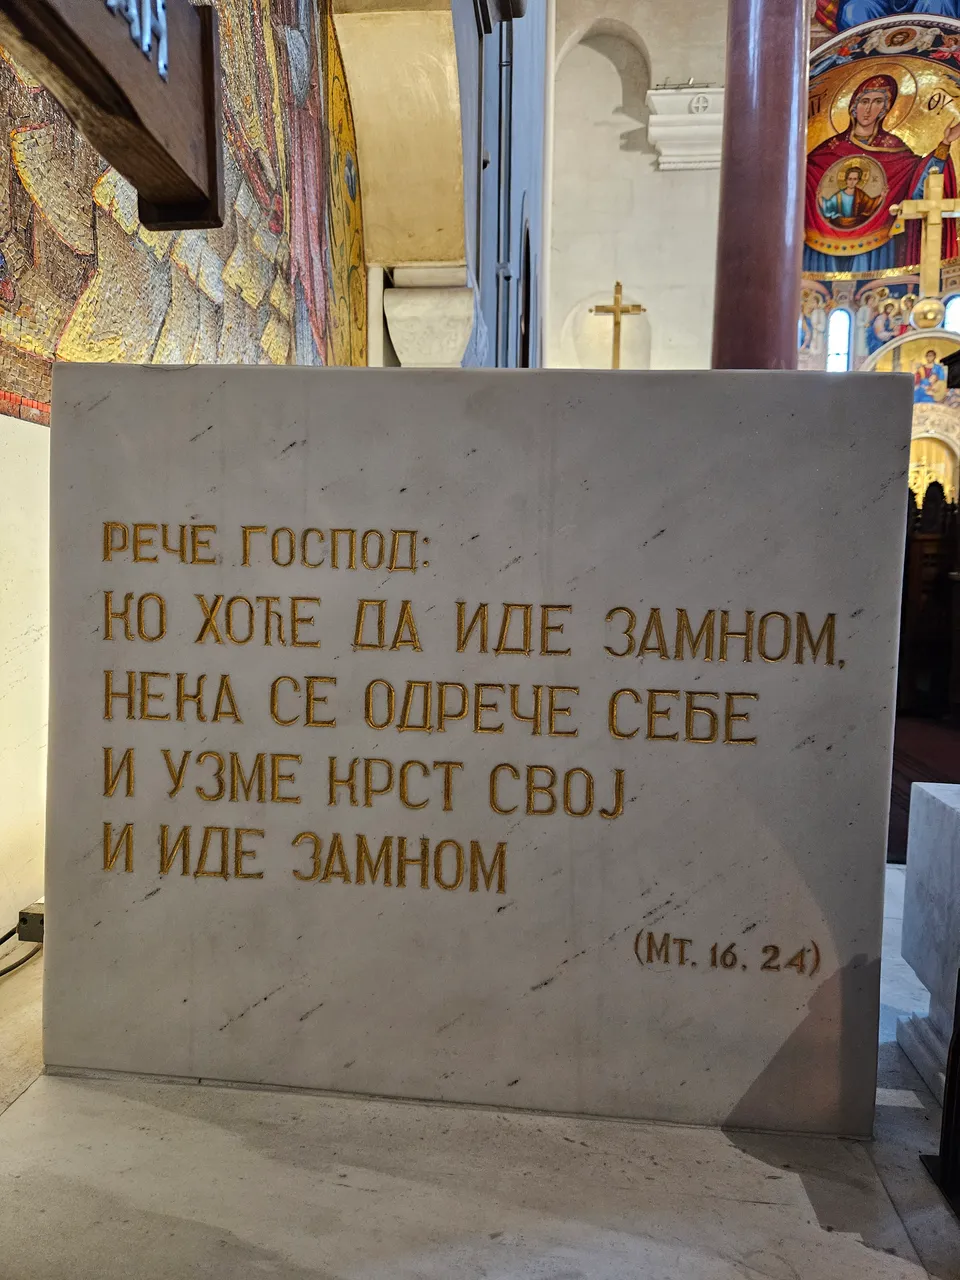 РЕЧЕ ГОСПОД:
КО ХОЋЕ ДА ИДЕ ЗАМНОМ,
НЕКА СЕ ОДРЕЧЕ СЕБЕ
И УЗМЕ КРСТ СВОЈ
И ИДЕ ЗАМНОМ
(МТ. 16. 24)